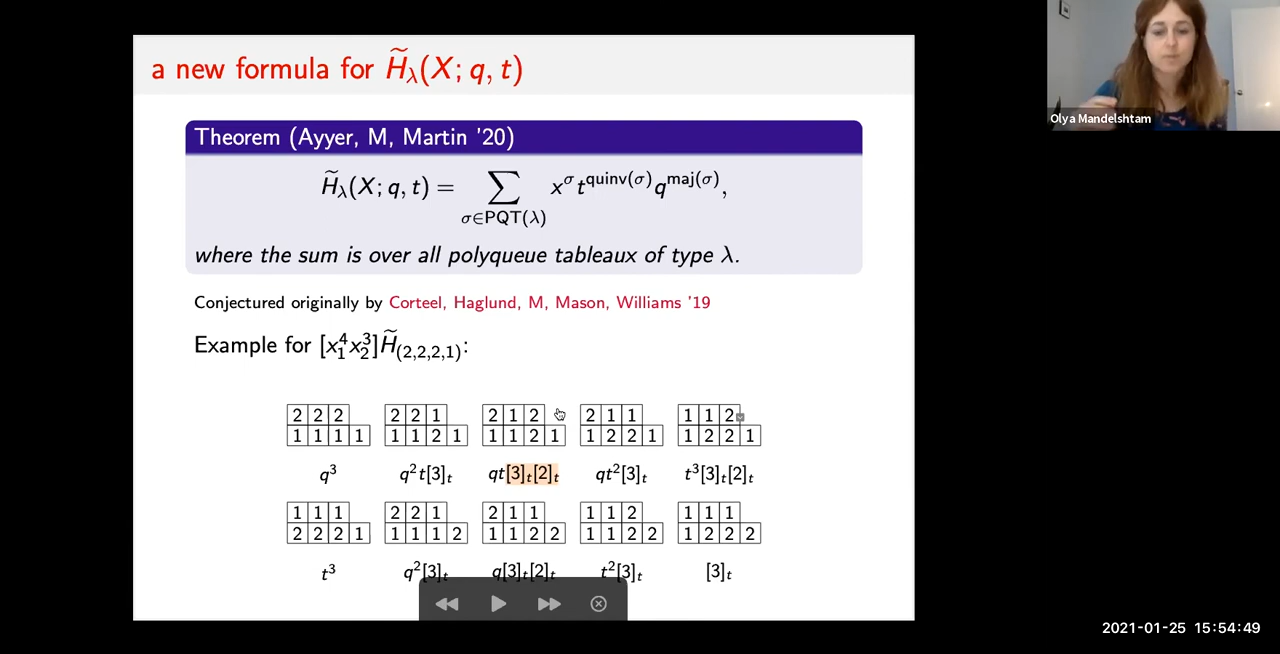 a new formula for H̃λ(X; q, t)
Theorem (Ayyer, M, Martin '20)
H̃λ(X; q, t) = ∑ x^σ t^quinv(σ) q^maj(σ),
σ∈PQT(λ)
where the sum is over all polyqueue tableaux of type λ.
Conjectured originally by Corteel, Haglund, M, Mason, Williams '19
Example for [x₁⁴x₂³]H̃(2,2,2,1):
2 2 2 2 2 1 2 1 2 2 1 1 1 1 2
1 1 1 1 1 1 2 1 1 1 2 1 1 2 2 1 1 2 2 1
q³ q²t[3]t qt[3]t[2]t qt²[3]t t³[3]t[2]t
1 1 1 2 2 1 2 1 1 1 1 2 1 1 1
2 2 2 1 1 1 1 2 1 1 2 2 1 1 2 2 1 2 2 2
t³ q²[3]t q[3]t[2]t t²[3]t [3]t
Olya Mandelshtam
2021-01-25 15:54:49